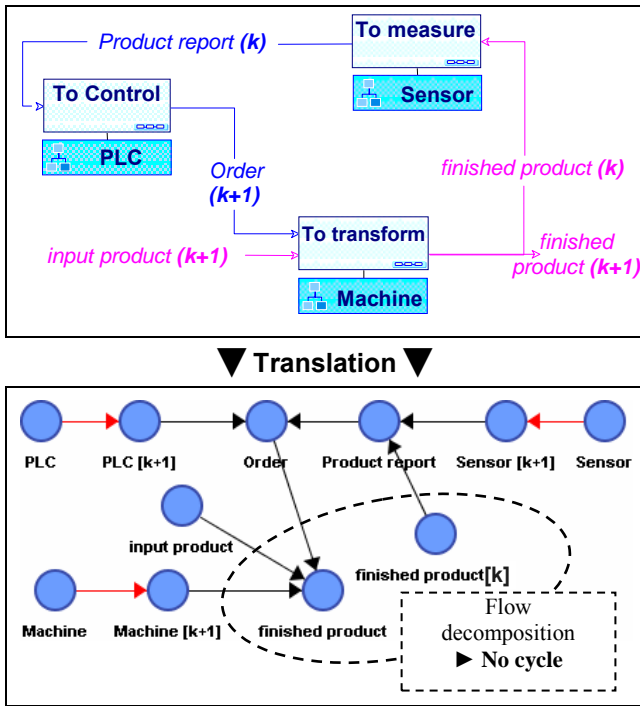 Product report (k)
To measure
Sensor
To Control
PLC
Order
(k+1)
finished product (k)
input product (k+1)
To transform
Machine
finished
product (k+1)
▼ Translation ▼
PLC
PLC [k+1]
Order
Product report
Sensor [k+1]
Sensor
input product
finished product[k]
Machine
Machine [k+1]
finished product
Flow
decomposition
► No cycle